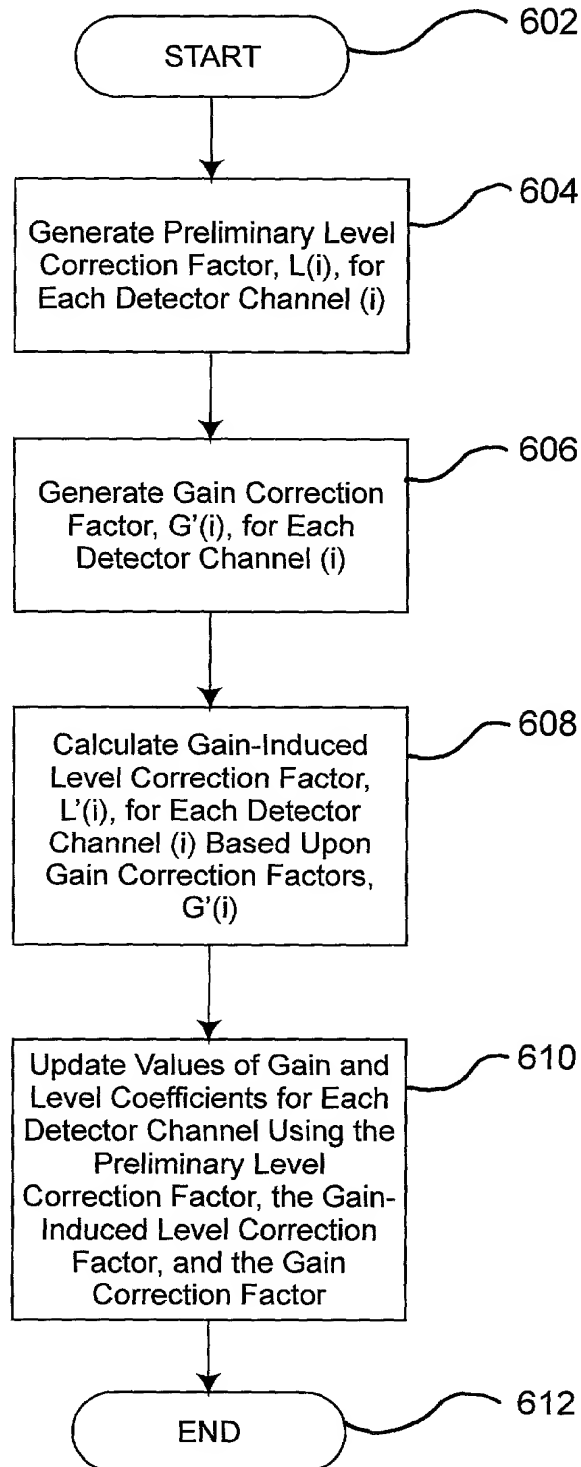 602
START
604
Generate Preliminary Level
Correction Factor, L(i), for
Each Detector Channel (i)
606
Generate Gain Correction
Factor, G'(i), for Each
Detector Channel (i)
608
Calculate Gain-Induced
Level Correction Factor,
L'(i), for Each Detector
Channel (i) Based Upon
Gain Correction Factors,
G'(i)
610
Update Values of Gain and
Level Coefficients for Each
Detector Channel Using the
Preliminary Level
Correction Factor, the Gain-
Induced Level Correction
Factor, and the Gain
Correction Factor
612
END